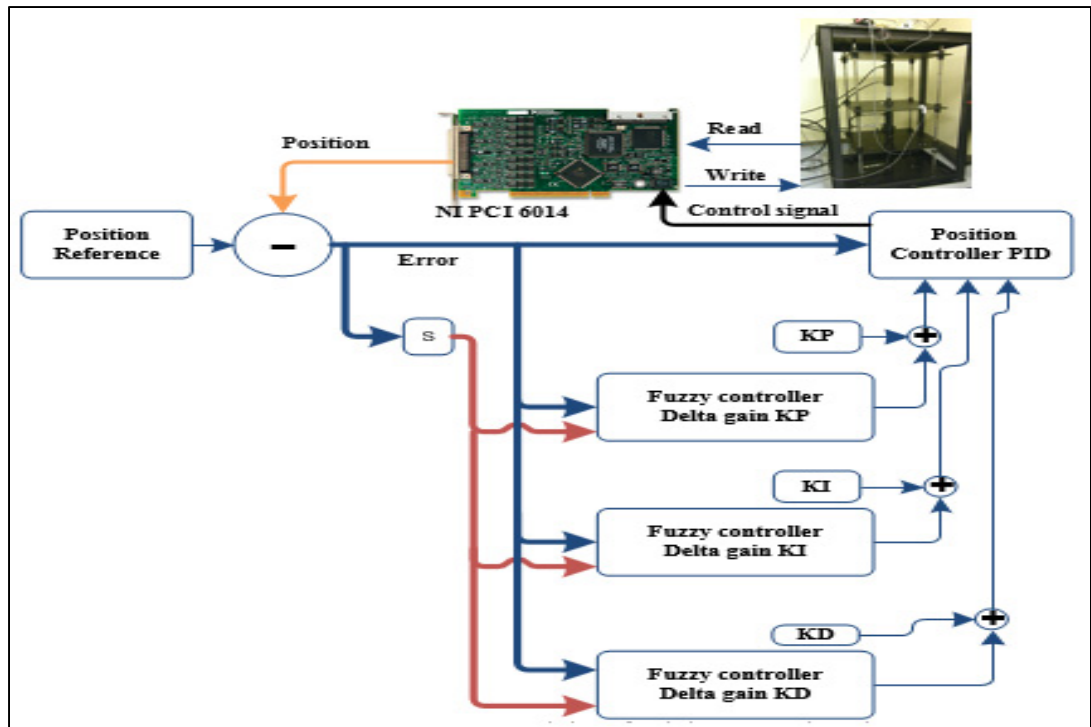 Position
Read
Write
NI PCI 6014
Control signal
Position
Reference
-
Error
Position
Controller PID
S
KP
+
Fuzzy controller
Delta gain KP
KI
+
Fuzzy controller
Delta gain KI
KD
+
Fuzzy controller
Delta gain KD